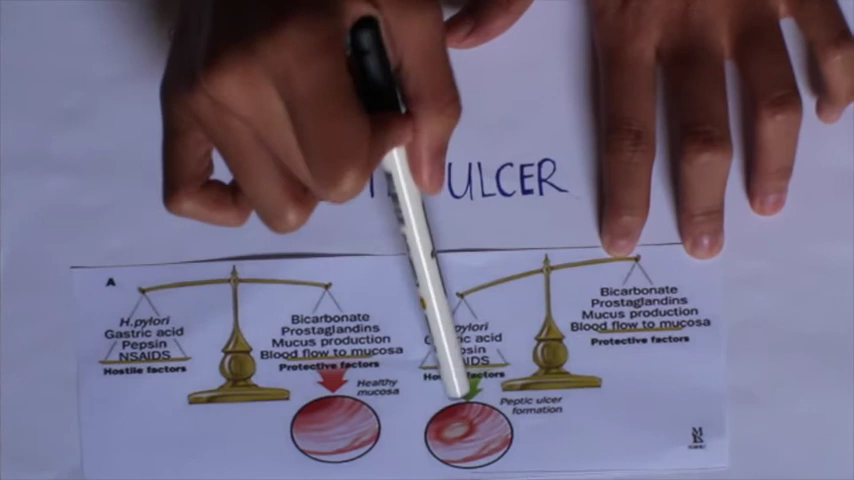 ULCER
A
H.pylori
Gastric acid
Pepsin
NSAIDS
Hostile factors
Bicarbonate
Prostaglandins
Mucus production
Blood flow to mucosa
Protective factors
Healthy
mucosa
Bicarbonate
Prostaglandins
Mucus production
Blood flow to mucosa
Protective factors
Peptic ulcer
formation